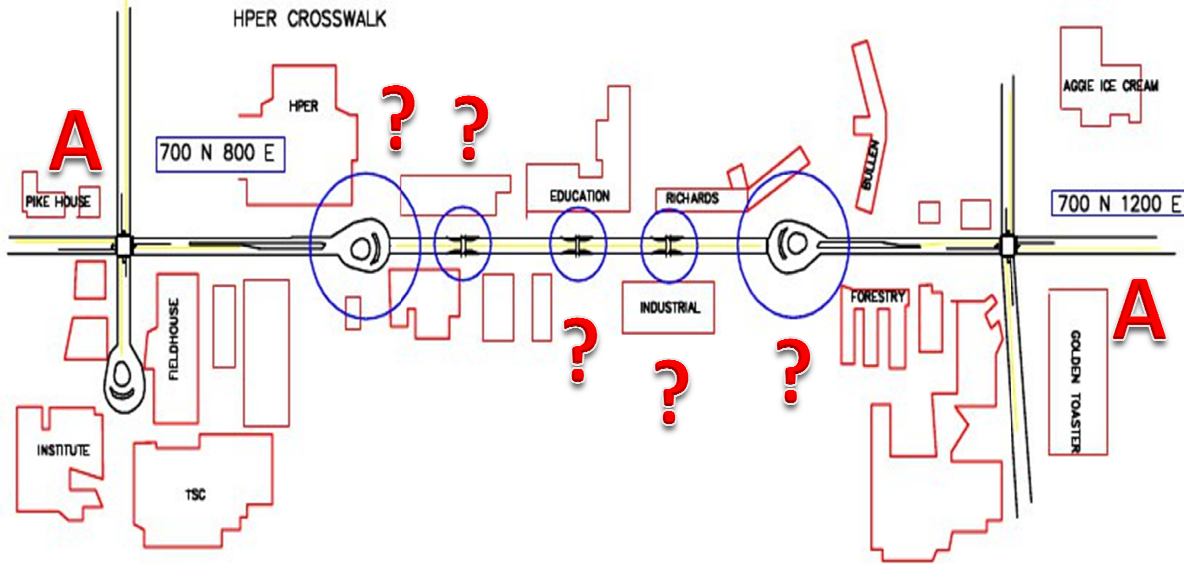 HPER CROSSWALK
AGGIE ICE CREAM
HPER
?
?
A
700 N 800 E
BULLEN
PIKE HOUSE
EDUCATION
RICHARDS
700 N 1200 E
FORESTRY
INDUSTRIAL
A
FIELDHOUSE
?
?
?
GOLDEN TOASTER
INSTITUTE
TSC